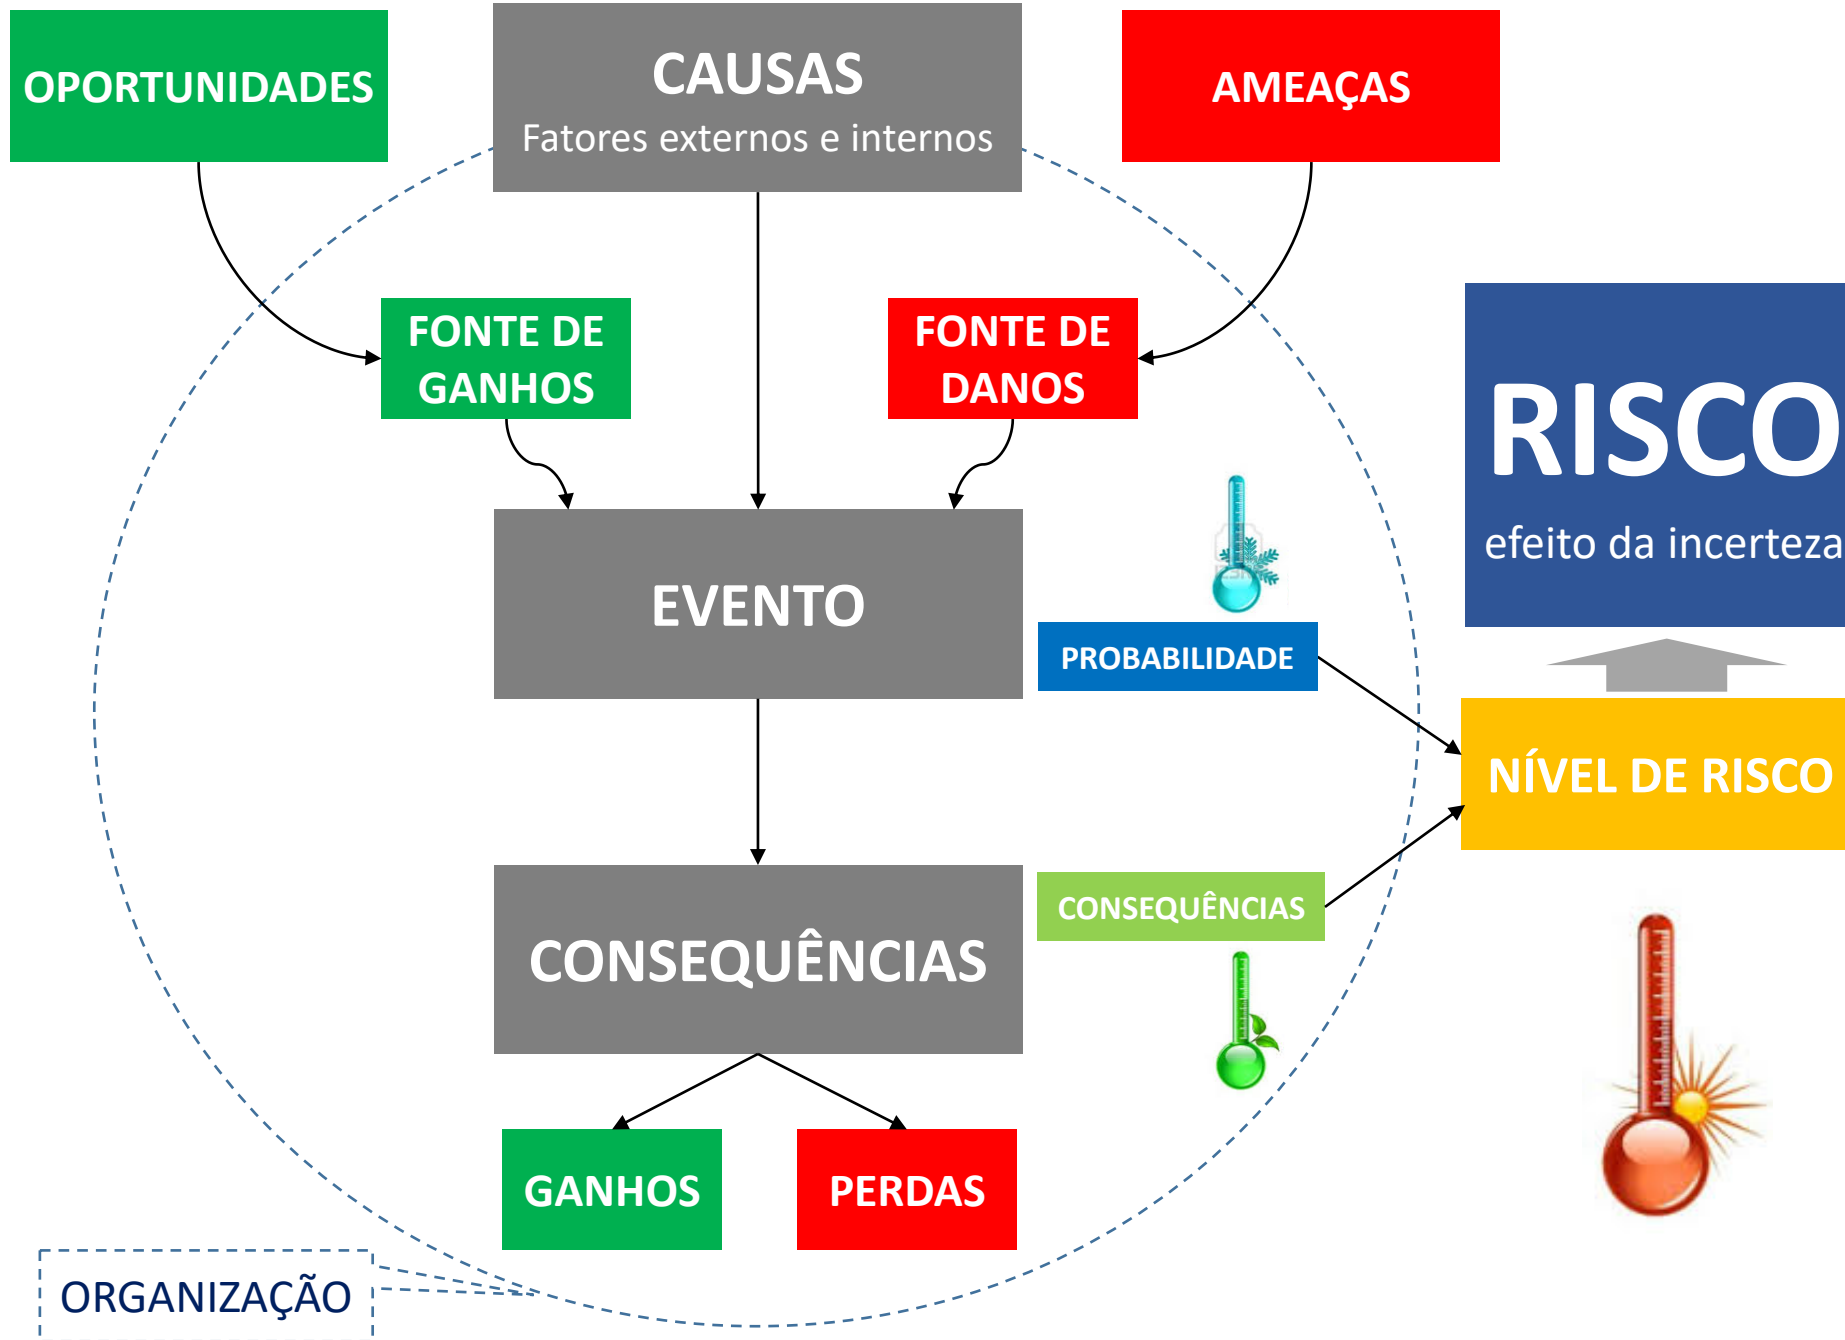 OPORTUNIDADES
CAUSAS
Fatores externos e internos
AMEAÇAS
FONTE DE
GANHOS
FONTE DE
DANOS
RISCO
efeito da incerteza
EVENTO
PROBABILIDADE
NÍVEL DE RISCO
CONSEQUÊNCIAS
CONSEQUÊNCIAS
GANHOS
PERDAS
ORGANIZAÇÃO